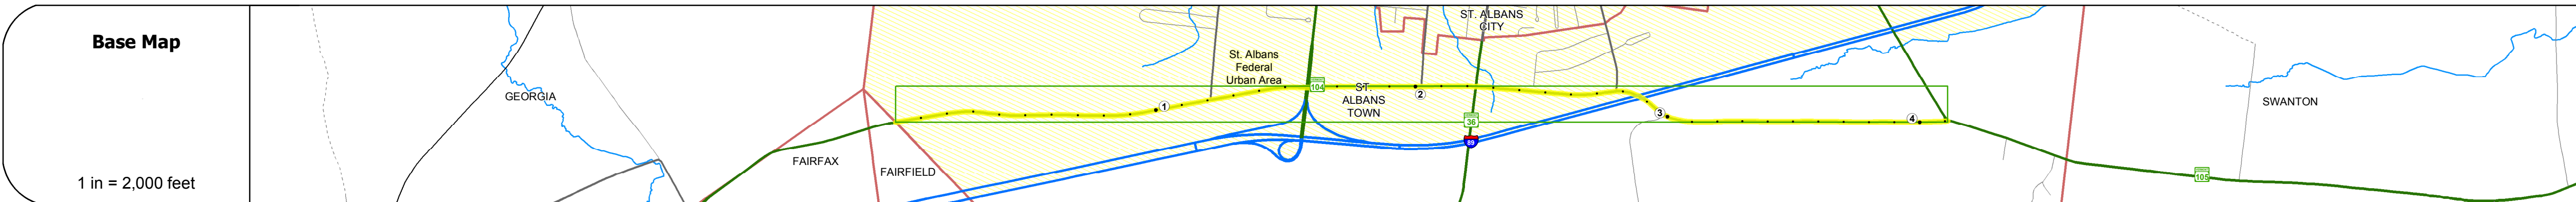 Base Map
1 in = 2,000 feet
GEORGIA
FAIRFAX
FAIRFIELD
St. Albans
Federal
Urban Area
ST. ALBANS
CITY
ST.
ALBANS
TOWN
SWANTON
104
36
89
105
1
2
3
4